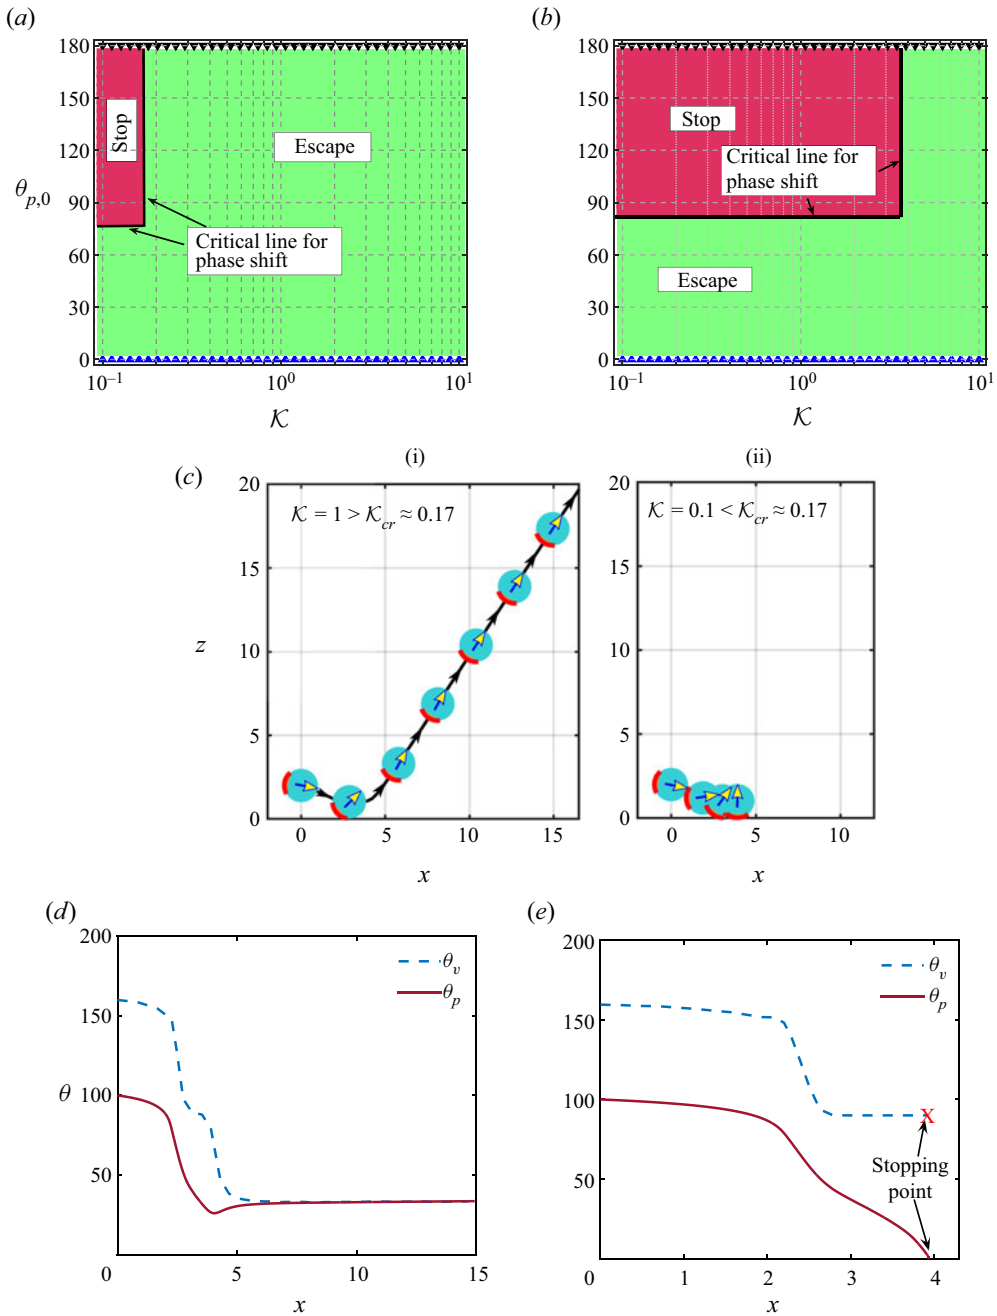 (a)
180
150
120
90
60
30
0
θp,0
Stop
Escape
Critical line for
phase shift
10−1
100
101
𝒦
(b)
180
150
120
90
60
30
0
Stop
Critical line for
phase shift
Escape
10−1
100
101
𝒦
(c)
(i)
20
15
10
5
0
z
𝒦 = 1 > 𝒦cr ≈ 0.17
0
5
10
15
x
(ii)
20
15
10
5
0
𝒦 = 0.1 < 𝒦cr ≈ 0.17
0
5
10
x
(d)
200
150
100
50
θ
θv
θp
0
5
10
15
x
(e)
200
150
100
50
θv
θp
X
Stopping
point
0
1
2
3
4
x